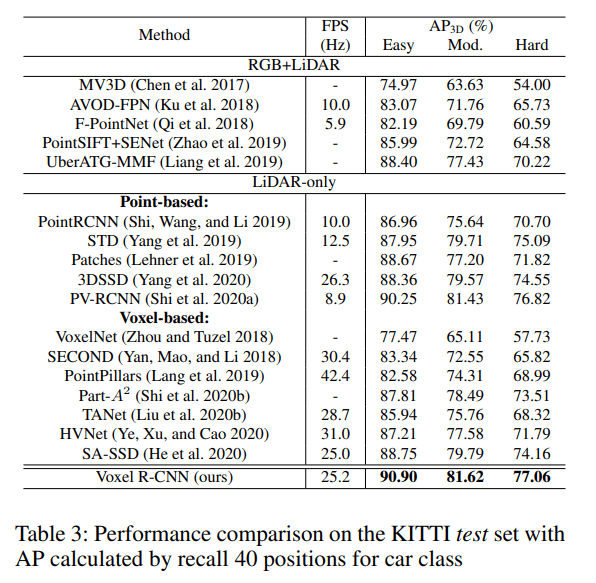 Method FPS (Hz) AP3D (%)
Easy Mod. Hard
RGB+LiDAR
MV3D (Chen et al. 2017) - 74.97 63.63 54.00
AVOD-FPN (Ku et al. 2018) 10.0 83.07 71.76 65.73
F-PointNet (Qi et al. 2018) 5.9 82.19 69.79 60.59
PointSIFT+SENet (Zhao et al. 2019) - 85.99 72.72 64.58
UberATG-MMF (Liang et al. 2019) - 88.40 77.43 70.22
LiDAR-only
Point-based:
PointRCNN (Shi, Wang, and Li 2019) 10.0 86.96 75.64 70.70
STD (Yang et al. 2019) 12.5 87.95 79.71 75.09
Patches (Lehner et al. 2019) - 88.67 77.20 71.82
3DSSD (Yang et al. 2020) 26.3 88.36 79.57 74.55
PV-RCNN (Shi et al. 2020a) 8.9 90.25 81.43 76.82
Voxel-based:
VoxelNet (Zhou and Tuzel 2018) - 77.47 65.11 57.73
SECOND (Yan, Mao, and Li 2018) 30.4 83.34 72.55 65.82
PointPillars (Lang et al. 2019) 42.4 82.58 74.31 68.99
Part-A² (Shi et al. 2020b) - 87.81 78.49 73.51
TANet (Liu et al. 2020b) 28.7 85.94 75.76 68.32
HVNet (Ye, Xu, and Cao 2020) 31.0 87.21 77.58 71.79
SA-SSD (He et al. 2020) 25.0 88.75 79.79 74.16
Voxel R-CNN (ours) 25.2 90.90 81.62 77.06
Table 3: Performance comparison on the KITTI test set with
AP calculated by recall 40 positions for car class